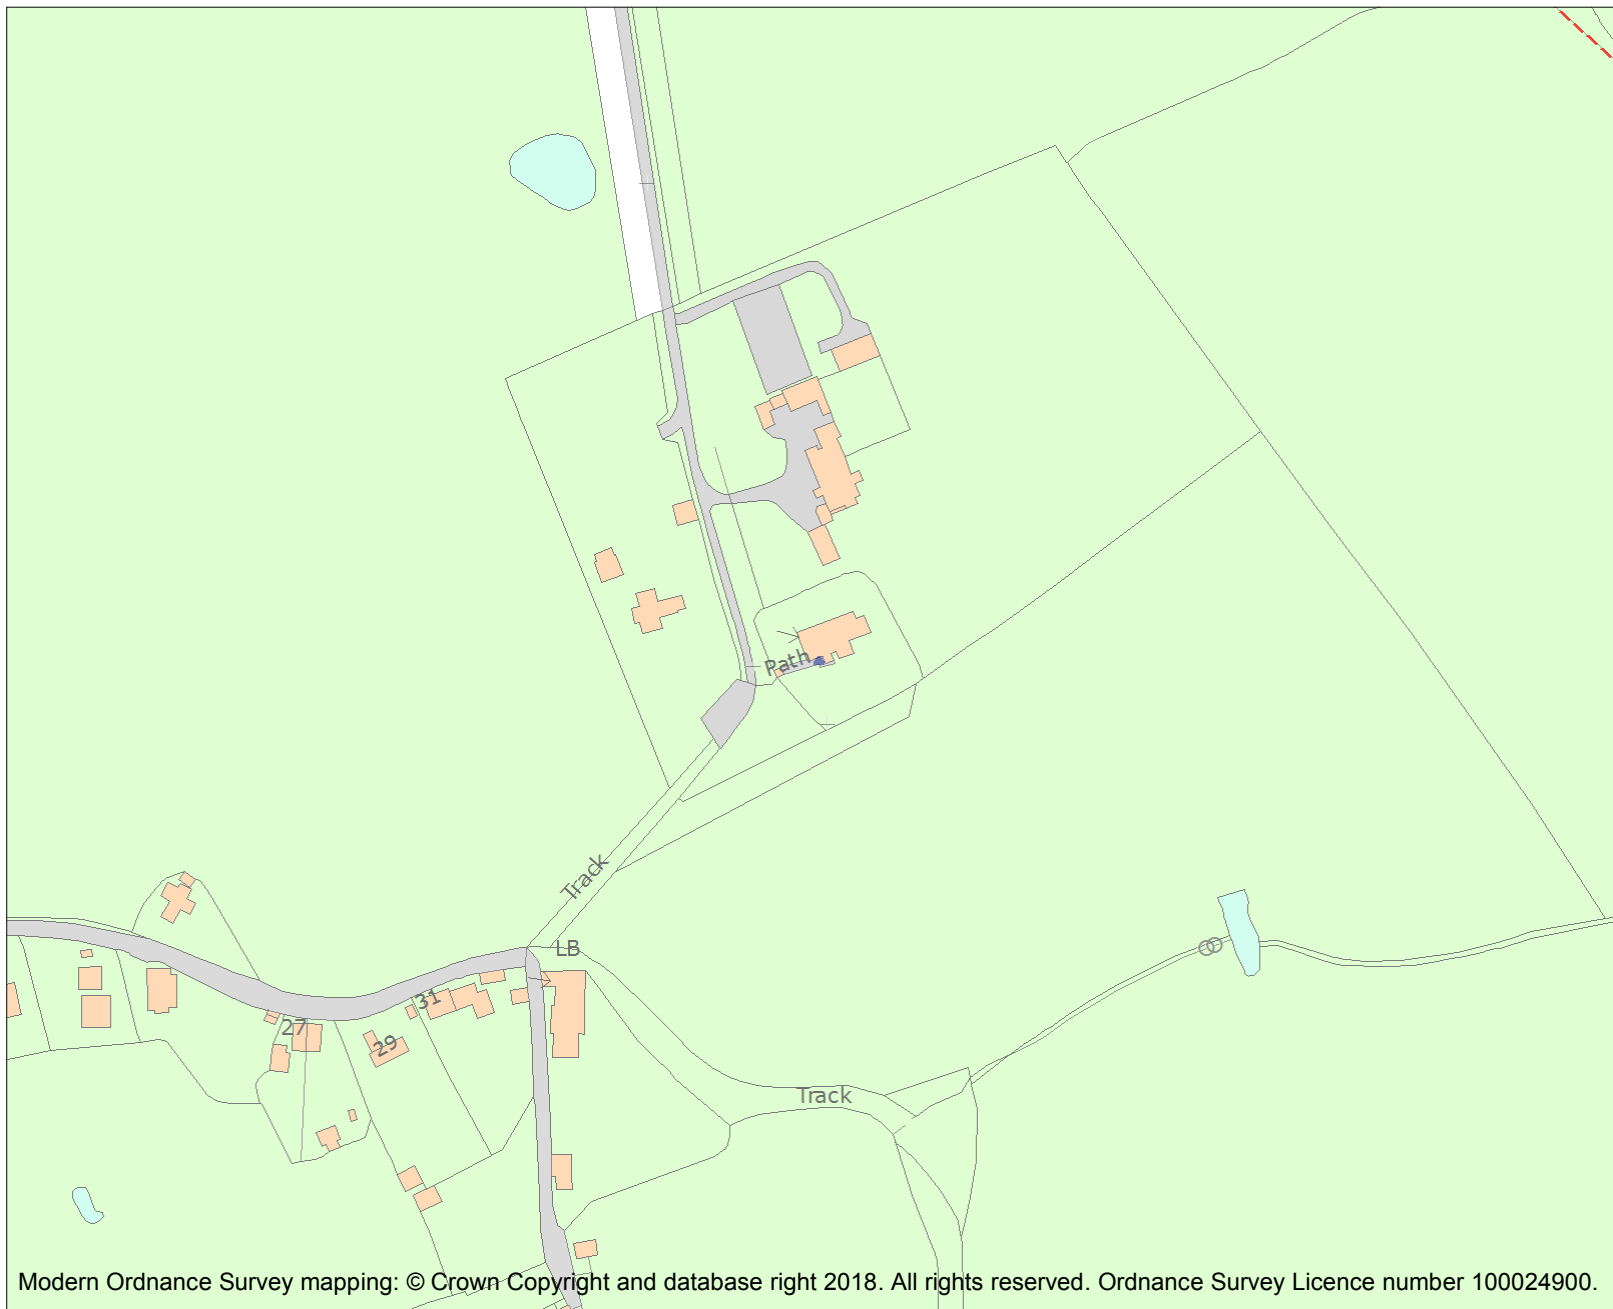 Path
Track
LB
31
27
29
Track
Modern Ordnance Survey mapping: © Crown Copyright and database right 2018. All rights reserved. Ordnance Survey Licence number 100024900.